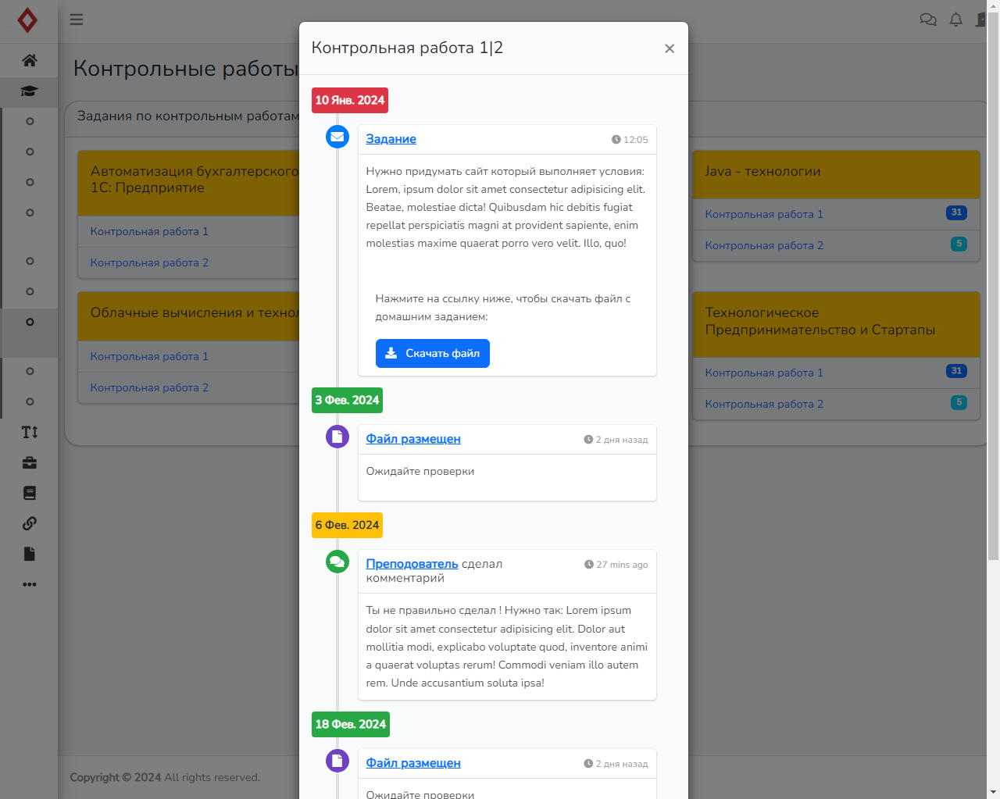 Контрольные работы
Задания по контрольным работам
Автоматизация бухгалтерского
1С: Предприятие
Контрольная работа 1
Контрольная работа 2
Облачные вычисления и технол
Контрольная работа 1
Контрольная работа 2
Java - технологии
Контрольная работа 1 31
Контрольная работа 2 5
Технологическое
Предпринимательство и Стартапы
Контрольная работа 1 31
Контрольная работа 2 5
Контрольная работа 1|2 ×
10 Янв. 2024
Задание 12:05
Нужно придумать сайт который выполняет условия:
Lorem, ipsum dolor sit amet consectetur adipisicing elit.
Beatae, molestiae dicta! Quibusdam hic debitis fugiat
repellat perspiciatis magni at provident sapiente, enim
molestias maxime quaerat porro vero velit. Illo, quo!
Нажмите на ссылку ниже, чтобы скачать файл с
домашним заданием:
Скачать файл
3 Фев. 2024
Файл размещен 2 дня назад
Ожидайте проверки
6 Фев. 2024
Преподователь сделал
комментарий
27 mins ago
Ты не правильно сделал ! Нужно так: Lorem ipsum
dolor sit amet consectetur adipisicing elit. Dolor aut
mollitia modi, explicabo voluptate quod, inventore animi
a quaerat voluptas rerum! Commodi veniam illo autem
rem. Unde accusantium soluta ipsa!
18 Фев. 2024
Файл размещен 2 дня назад
Ожидайте проверки
Copyright © 2024 All rights reserved.